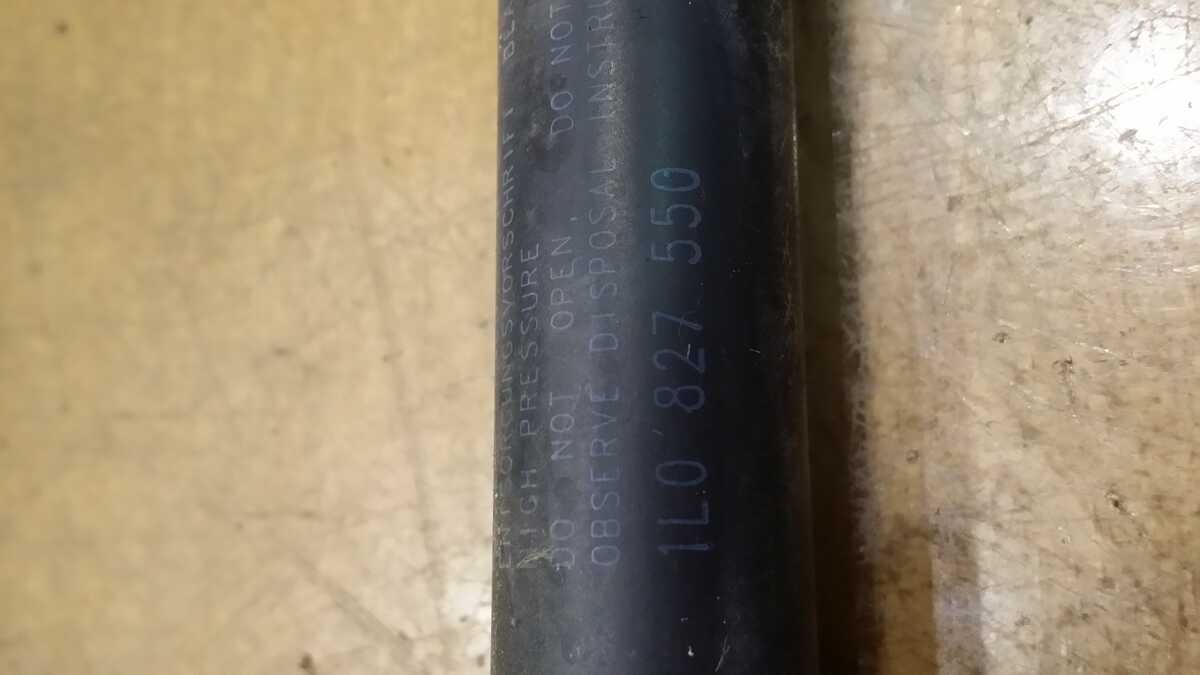 ENTSORGUNGSVORSCHRIFT
HIGH PRESSURE
DO NOT OPEN, DO NOT
OBSERVE DISPOSAL
1L0 827 550